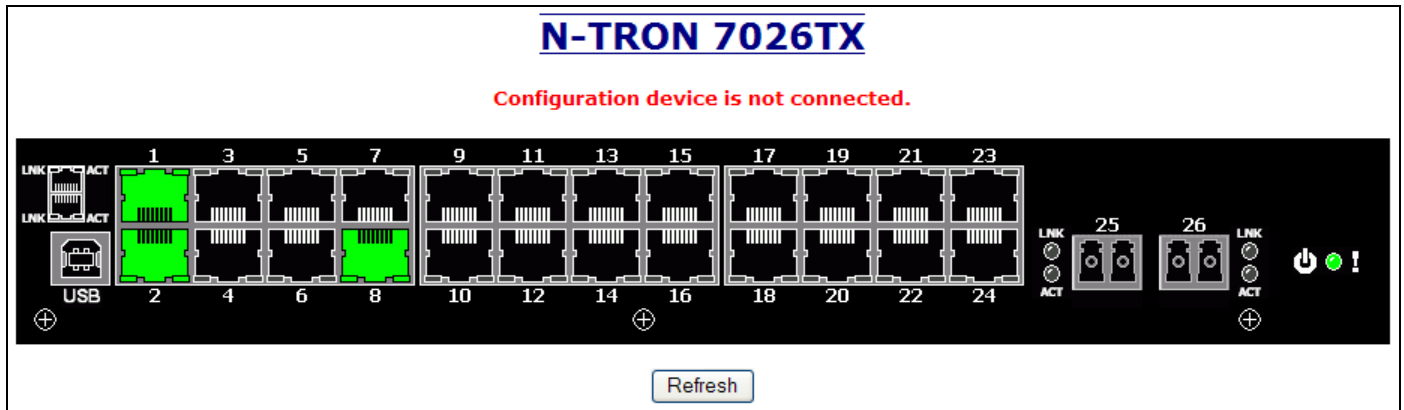 N-TRON 7026TX
Configuration device is not connected.
1 3 5 7 9 11 13 15 17 19 21 23
LNK ACT
LNK ACT
LNK 25 26 LNK
ACT ACT
!
USB 2 4 6 8 10 12 14 16 18 20 22 24
Refresh